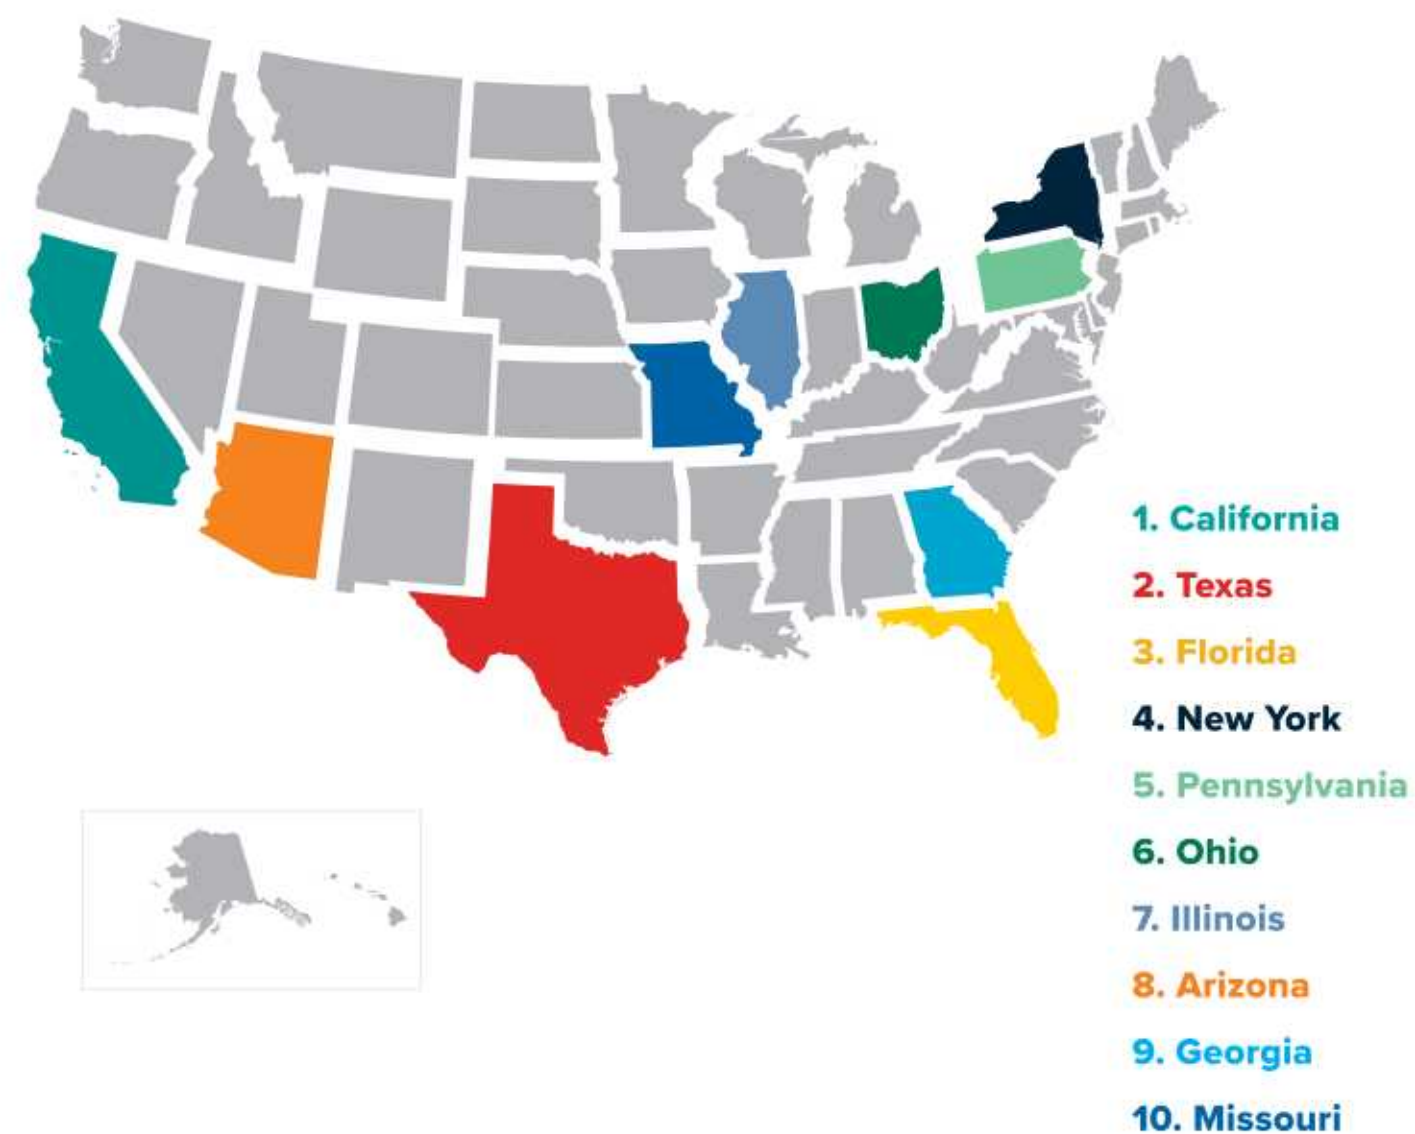 1. California
2. Texas
3. Florida
4. New York
5. Pennsylvania
6. Ohio
7. Illinois
8. Arizona
9. Georgia
10. Missouri